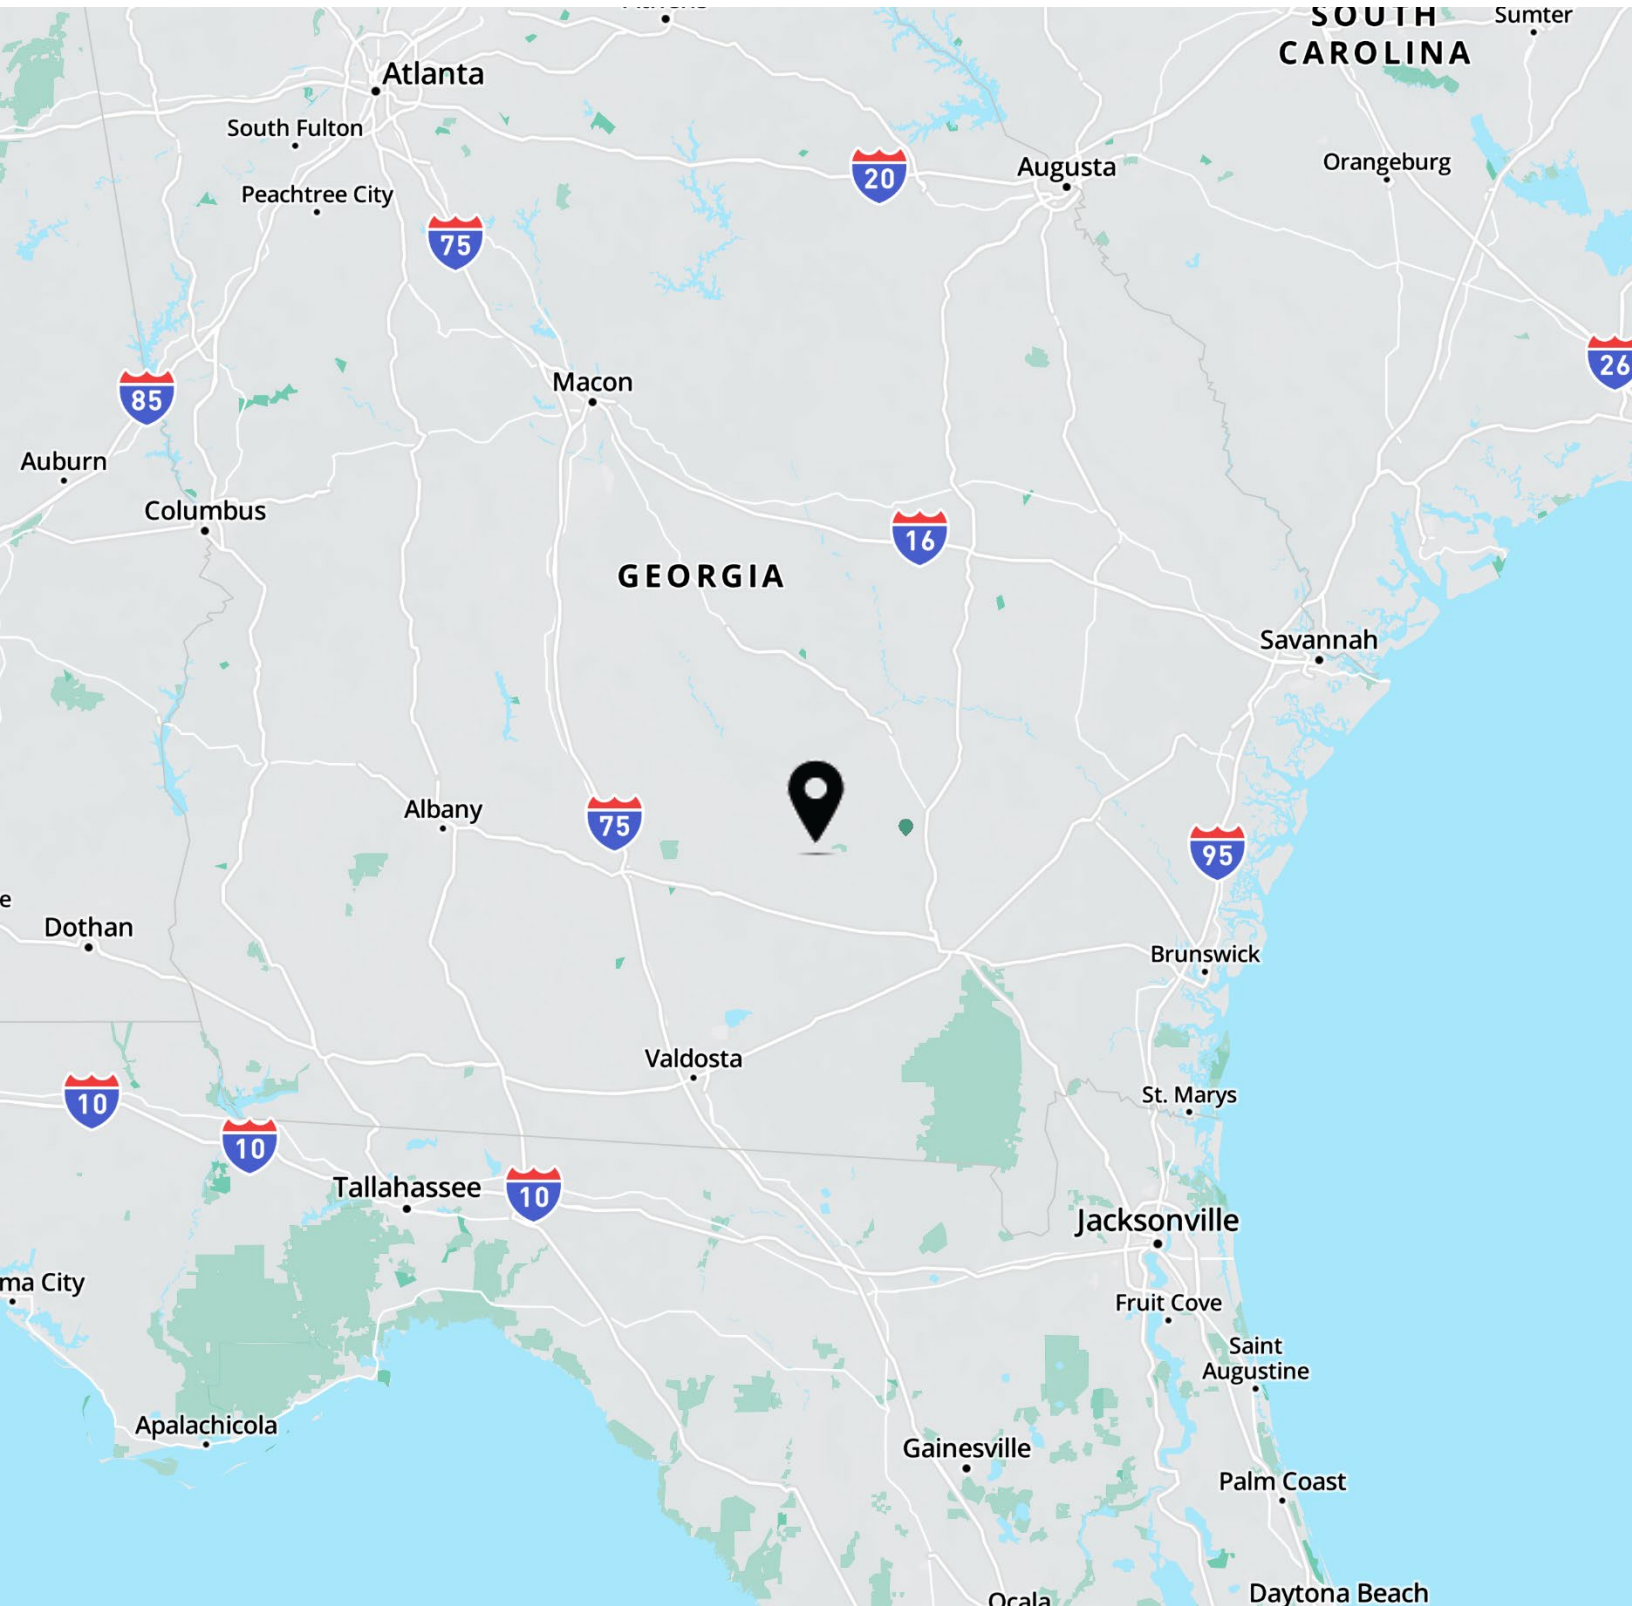 SOUTH
CAROLINA
Sumter
Atlanta
South Fulton
Peachtree City
75
20
Augusta
Orangeburg
26
85
Macon
Auburn
Columbus
16
GEORGIA
Savannah
Albany
75
95
e
Dothan
Brunswick
Valdosta
St. Marys
10
10
Tallahassee
10
Jacksonville
ma City
Fruit Cove
Saint
Augustine
Apalachicola
Gainesville
Palm Coast
Ocala
Daytona Beach